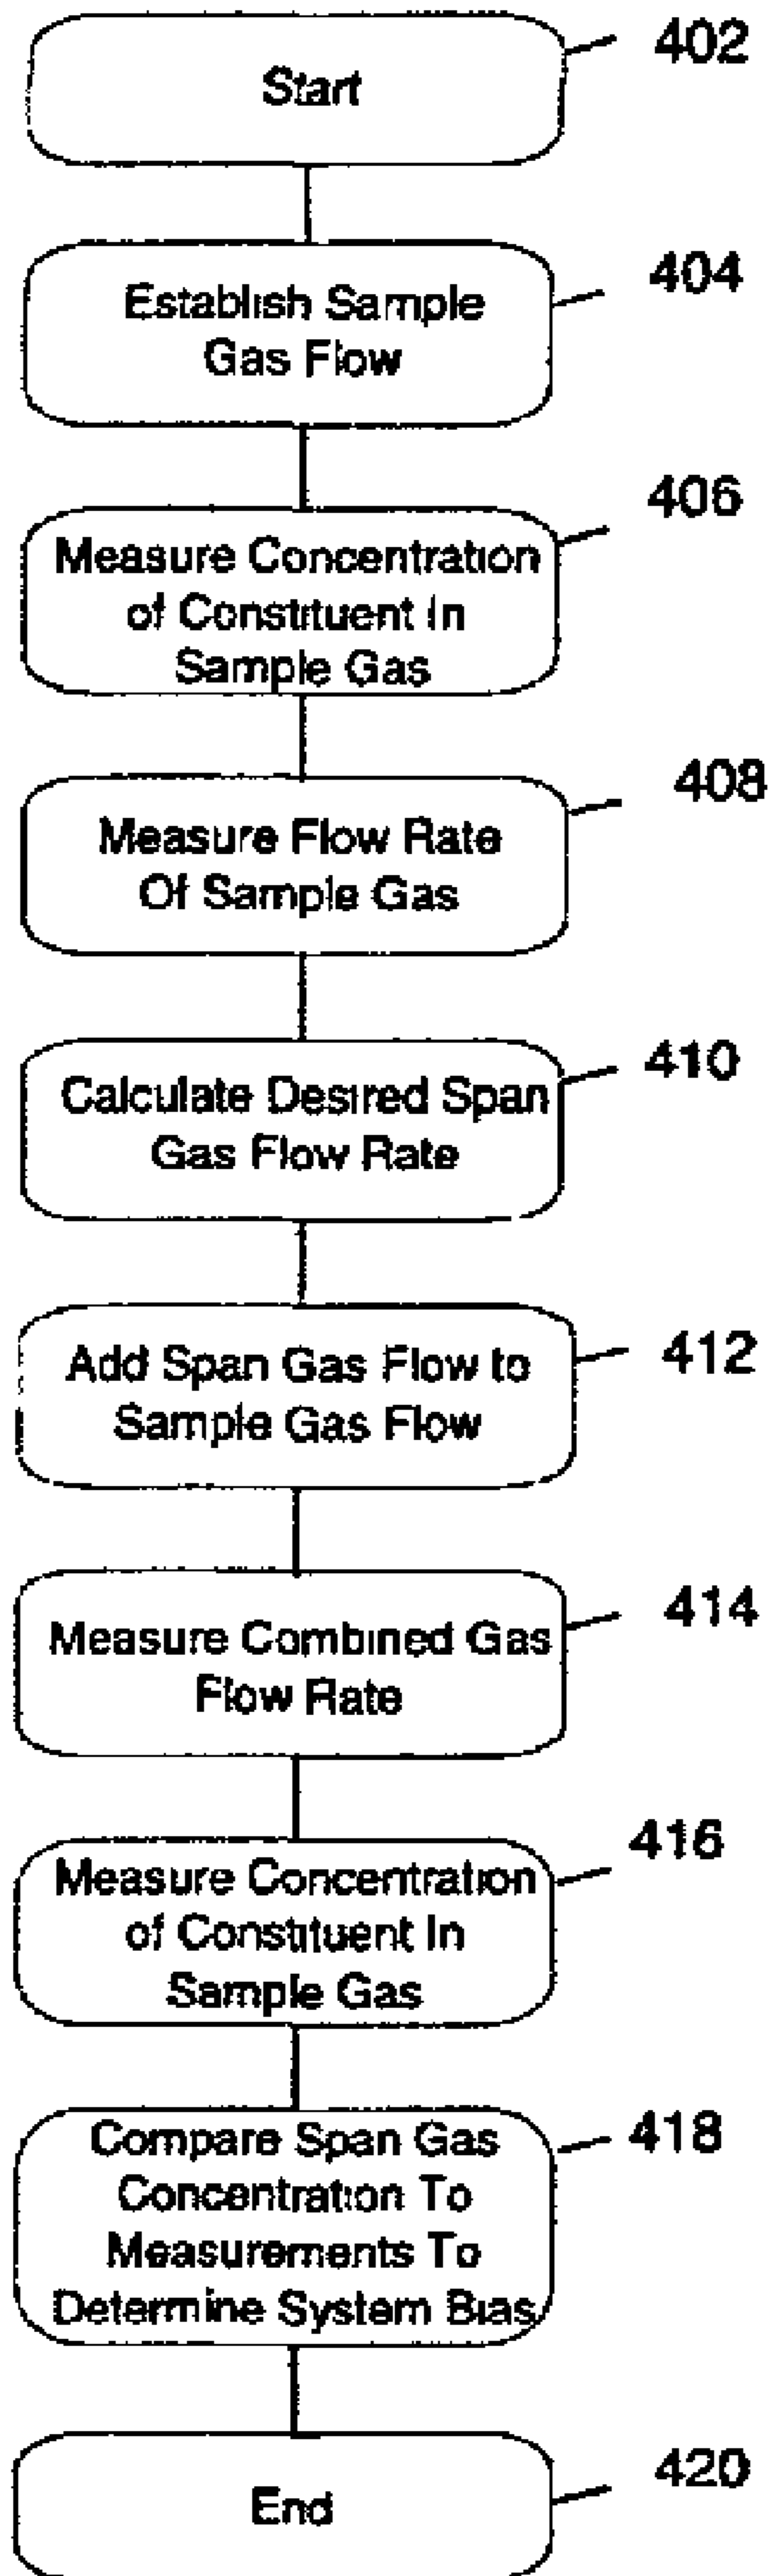 402
Start
404
Establish Sample
Gas Flow
406
Measure Concentration
of Constituent In
Sample Gas
408
Measure Flow Rate
Of Sample Gas
410
Calculate Desired Span
Gas Flow Rate
412
Add Span Gas Flow to
Sample Gas Flow
414
Measure Combined Gas
Flow Rate
416
Measure Concentration
of Constituent In
Sample Gas
418
Compare Span Gas
Concentration To
Measurements To
Determine System Bias
420
End